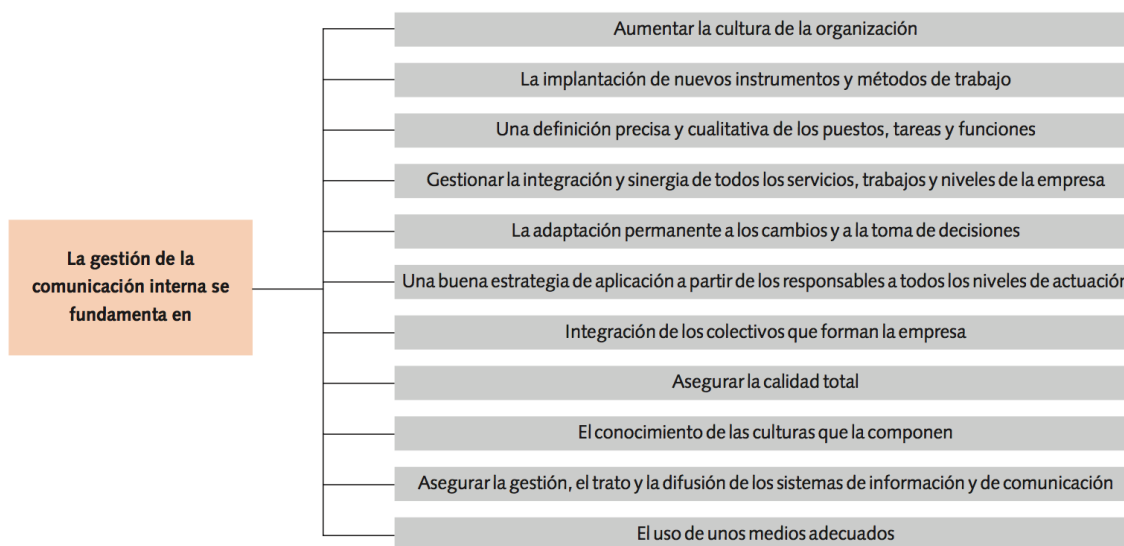 Aumentar la cultura de la organización
La implantación de nuevos instrumentos y métodos de trabajo
Una definición precisa y cualitativa de los puestos, tareas y funciones
Gestionar la integración y sinergia de todos los servicios, trabajos y niveles de la empresa
La gestión de la
comunicación interna se
fundamenta en
La adaptación permanente a los cambios y a la toma de decisiones
Una buena estrategia de aplicación a partir de los responsables a todos los niveles de actuación
Integración de los colectivos que forman la empresa
Asegurar la calidad total
El conocimiento de las culturas que la componen
Asegurar la gestión, el trato y la difusión de los sistemas de información y de comunicación
El uso de unos medios adecuados